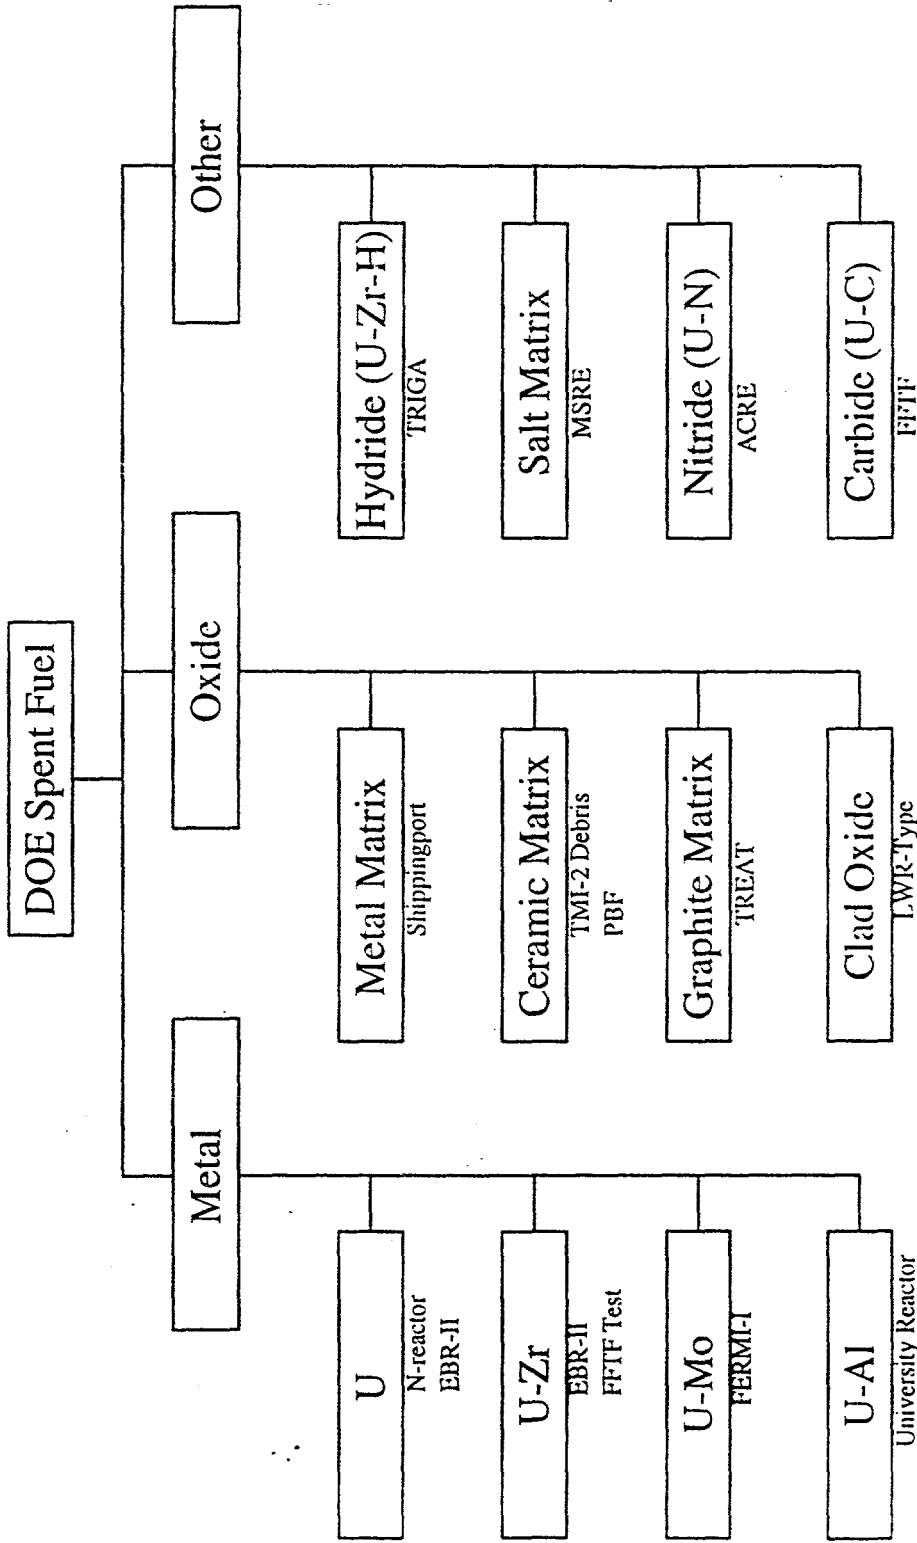 DOE Spent Fuel
Metal
U
N-reactor
EBR-II
U-Zr
EBR-II
FFTF Test
U-Mo
FERMI-I
U-Al
University Reactor
Oxide
Metal Matrix
Shippingport
Ceramic Matrix
TMI-2 Debris
PBF
Graphite Matrix
TREAT
Clad Oxide
LWR-Type
Other
Hydride (U-Zr-H)
TRIGA
Salt Matrix
MSRE
Nitride (U-N)
ACRE
Carbide (U-C)
FFTF